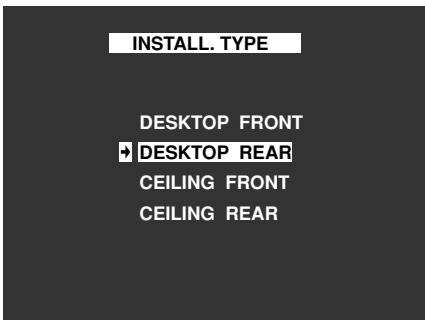 INSTALL. TYPE
DESKTOP FRONT
→ DESKTOP REAR
CEILING FRONT
CEILING REAR